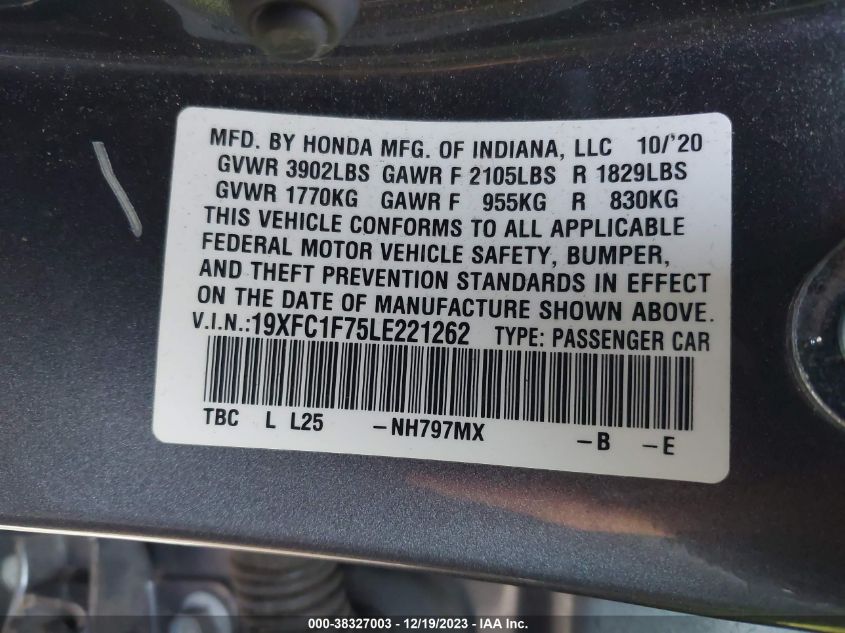 MFD. BY HONDA MFG. OF INDIANA, LLC 10/'20
GVWR 3902LBS GAWR F 2105LBS R 1829LBS
GVWR 1770KG GAWR F 955KG R 830KG
THIS VEHICLE CONFORMS TO ALL APPLICABLE
FEDERAL MOTOR VEHICLE SAFETY, BUMPER,
AND THEFT PREVENTION STANDARDS IN EFFECT
ON THE DATE OF MANUFACTURE SHOWN ABOVE.
V.I.N.:19XFC1F75LE221262 TYPE: PASSENGER CAR
TBC L L25 -NH797MX -B -E
000-38327003 - 12/19/2023 - IAA Inc.